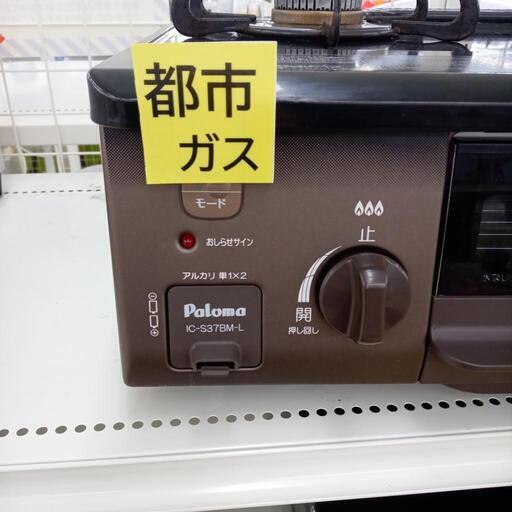 都市
ガス
モード
おしらせサイン
アルカリ 単1×2
Paloma
IC-S37BM-L
止
開
押し回し